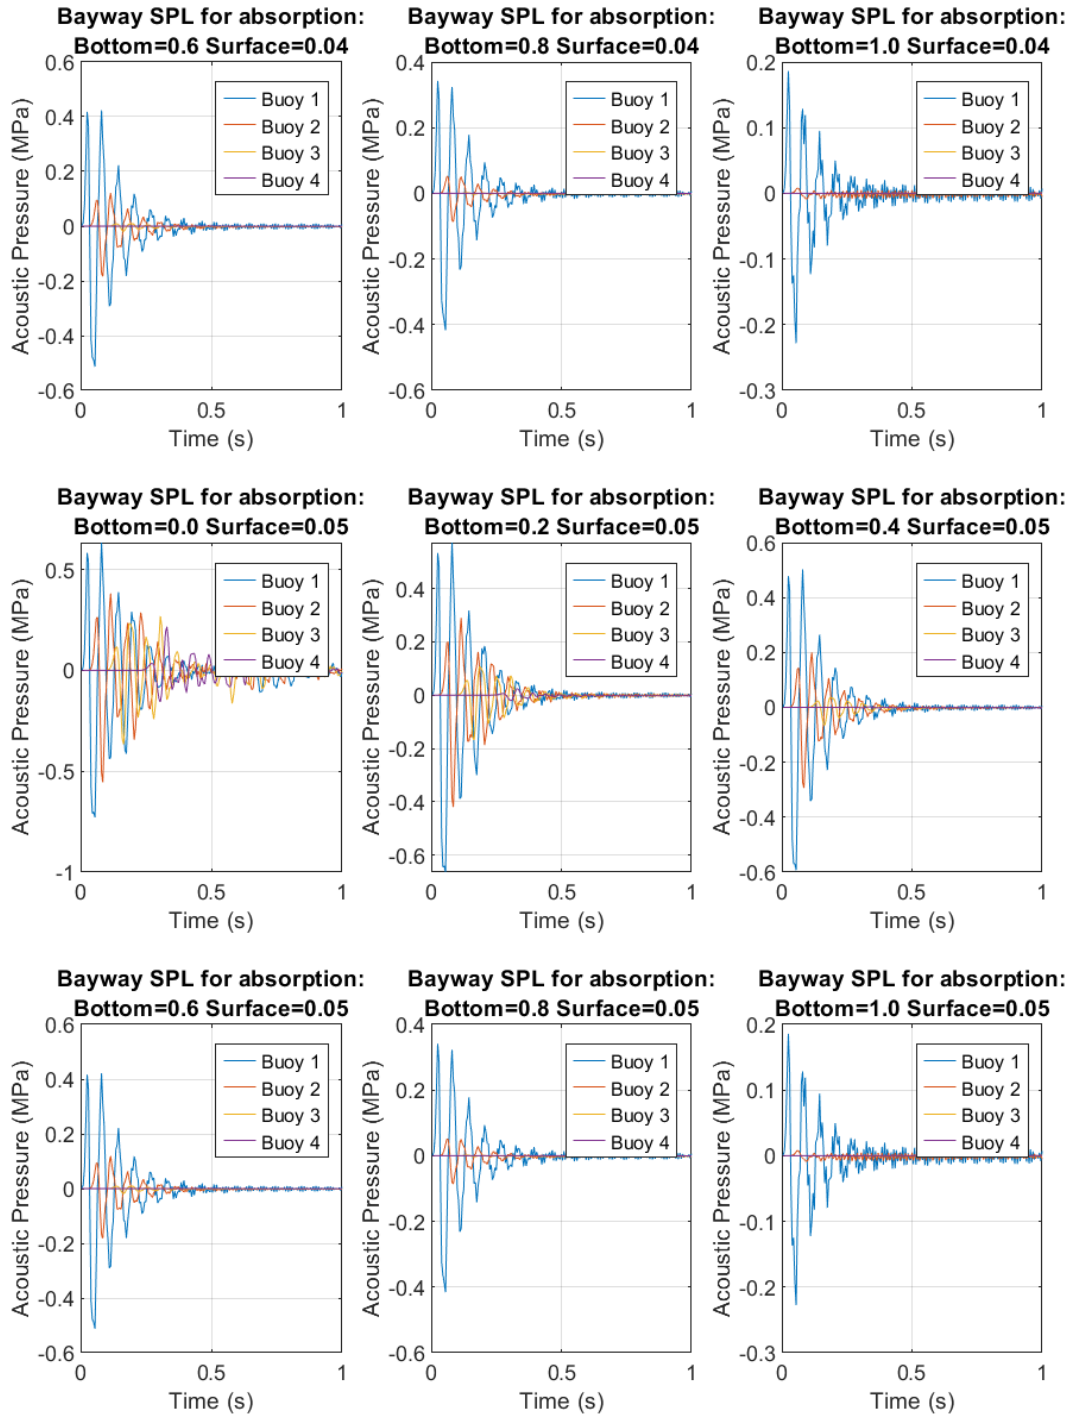 Bayway SPL for absorption:
Bottom=0.6 Surface=0.04
0.6
0.4
0.2
0
-0.2
-0.4
-0.6
Acoustic Pressure (MPa)
Buoy 1
Buoy 2
Buoy 3
Buoy 4
0
0.5
1
Time (s)
Bayway SPL for absorption:
Bottom=0.8 Surface=0.04
0.4
0.2
0
-0.2
-0.4
-0.6
Acoustic Pressure (MPa)
Buoy 1
Buoy 2
Buoy 3
Buoy 4
0
0.5
1
Time (s)
Bayway SPL for absorption:
Bottom=1.0 Surface=0.04
0.2
0.1
0
-0.1
-0.2
-0.3
Acoustic Pressure (MPa)
Buoy 1
Buoy 2
Buoy 3
Buoy 4
0
0.5
1
Time (s)
Bayway SPL for absorption:
Bottom=0.0 Surface=0.05
0.5
0
-0.5
-1
Acoustic Pressure (MPa)
Buoy 1
Buoy 2
Buoy 3
Buoy 4
0
0.5
1
Time (s)
Bayway SPL for absorption:
Bottom=0.2 Surface=0.05
0.4
0.2
0
-0.2
-0.4
-0.6
Acoustic Pressure (MPa)
Buoy 1
Buoy 2
Buoy 3
Buoy 4
0
0.5
1
Time (s)
Bayway SPL for absorption:
Bottom=0.4 Surface=0.05
0.6
0.4
0.2
0
-0.2
-0.4
-0.6
Acoustic Pressure (MPa)
Buoy 1
Buoy 2
Buoy 3
Buoy 4
0
0.5
1
Time (s)
Bayway SPL for absorption:
Bottom=0.6 Surface=0.05
0.6
0.4
0.2
0
-0.2
-0.4
-0.6
Acoustic Pressure (MPa)
Buoy 1
Buoy 2
Buoy 3
Buoy 4
0
0.5
1
Time (s)
Bayway SPL for absorption:
Bottom=0.8 Surface=0.05
0.4
0.2
0
-0.2
-0.4
-0.6
Acoustic Pressure (MPa)
Buoy 1
Buoy 2
Buoy 3
Buoy 4
0
0.5
1
Time (s)
Bayway SPL for absorption:
Bottom=1.0 Surface=0.05
0.2
0.1
0
-0.1
-0.2
-0.3
Acoustic Pressure (MPa)
Buoy 1
Buoy 2
Buoy 3
Buoy 4
0
0.5
1
Time (s)